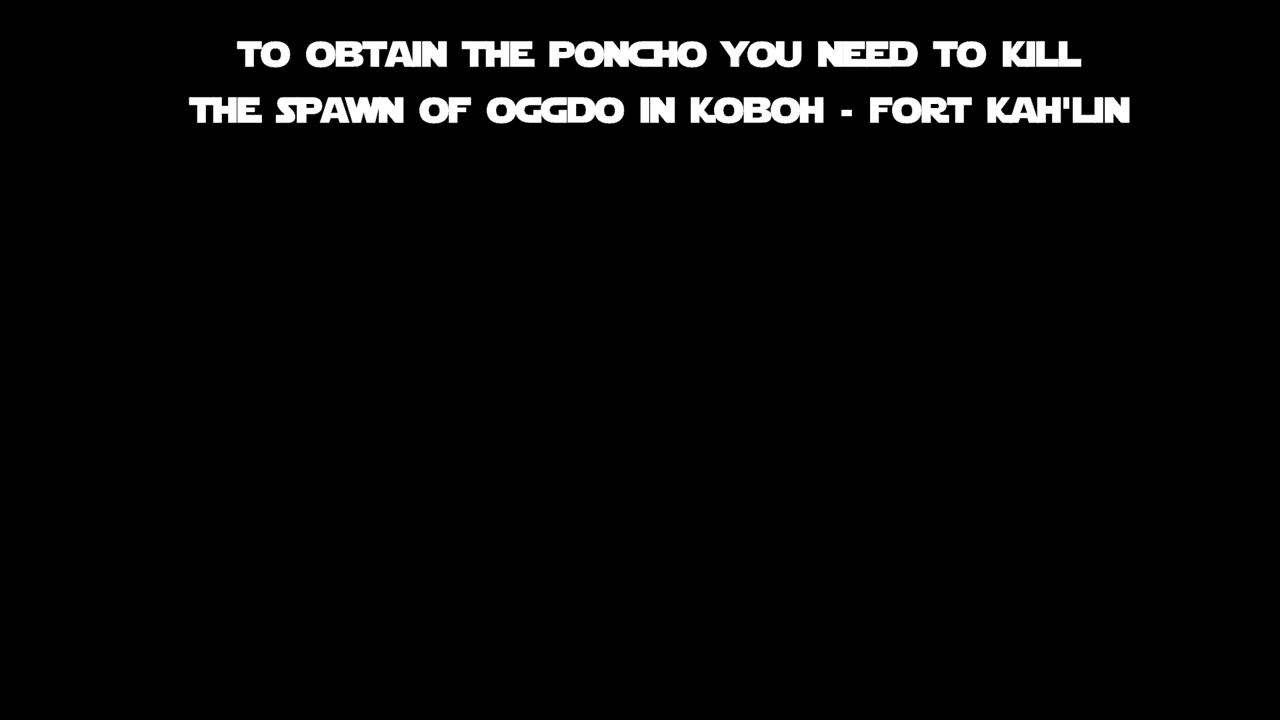 TO OBTAIN THE PONCHO YOU NEED TO KILL
THE SPAWN OF OGGDO IN KOBOH - FORT KAH'LIN